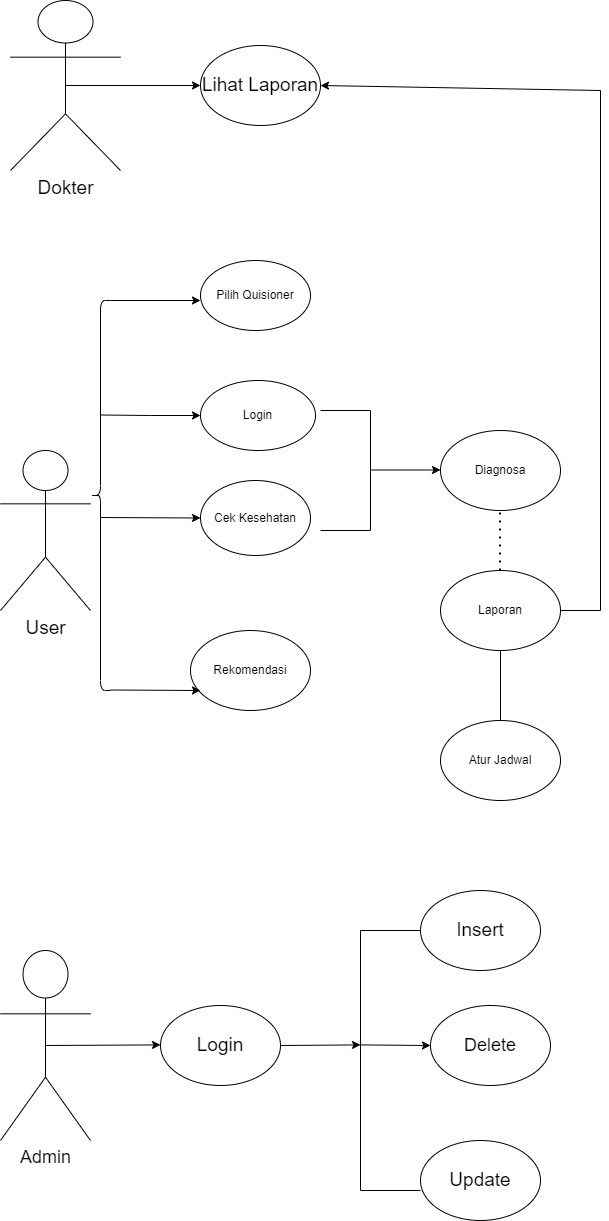 Lihat Laporan
Dokter
Pilih Quisioner
Login
Diagnosa
Cek Kesehatan
User
Laporan
Rekomendasi
Atur Jadwal
Insert
Login
Delete
Admin
Update